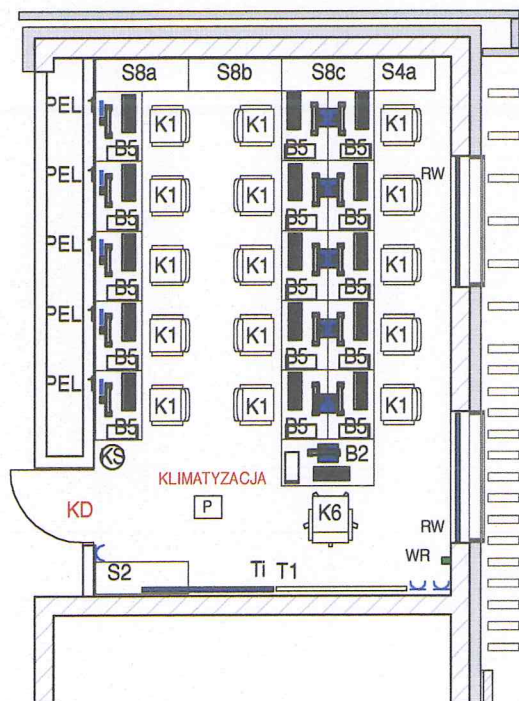 S8a S8b S8c S4a
PEL 1 K1 K1 K1
B5 B5 B5
PEL 1 K1 K1 K1 RW
B5 B5 B5
PEL 1 K1 K1 K1
B5 B5 B5
PEL 1 K1 K1 K1
B5 B5 B5
PEL 1 K1 K1 K1
B5 B5 B5
KS B2
KLIMATYZACJA
KD P K6 RW
WR
S2 Ti T1